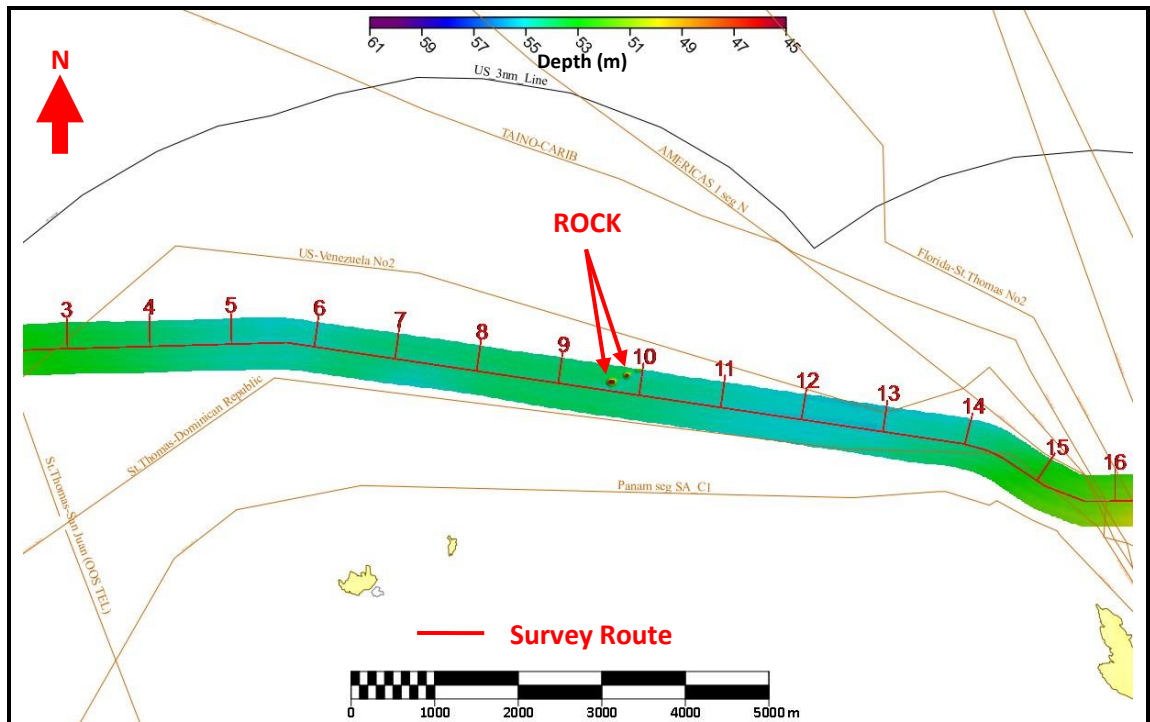 61 59 57 55 53 51 49 47 45
Depth (m)
N
US_3nm_Line
TAINO-CARIB
AMERICAS 1 seg N
ROCK
US-Venezuela No2
Florida-St.Thomas No2
3 4 5 6 7 8 9 10 11 12 13 14 15 16
St.Thomas-Dominican Republic
St.Thomas-San Juan (OOS TEL)
Panam seg SA_C1
Survey Route
0 1000 2000 3000 4000 5000 m